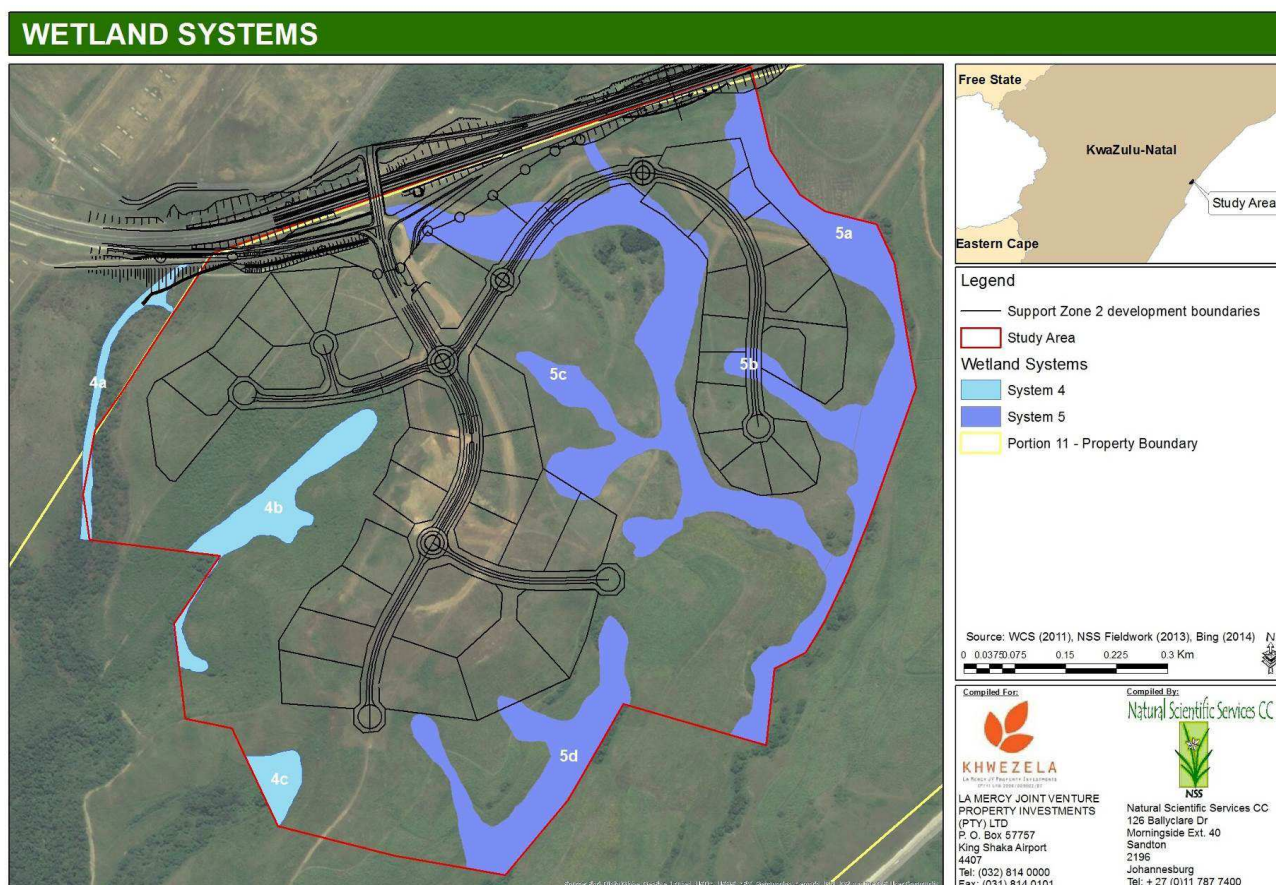 WETLAND SYSTEMS
4a
4b
4c
5a
5b
5c
5d
Free State
KwaZulu-Natal
Study Area
Eastern Cape
Legend
Support Zone 2 development boundaries
Study Area
Wetland Systems
System 4
System 5
Portion 11 - Property Boundary
Source: WCS (2011), NSS Fieldwork (2013), Bing (2014)
N
0 0.0375 0.075 0.15 0.225 0.3 Km
Compiled For:
KHWEZELA
LA MERCY JOINT VENTURE
PROPERTY INVESTMENTS
(PTY) LTD
P. O. Box 57757
King Shaka Airport
4407
Tel: (032) 814 0000
Fax: (031) 814 0101
Compiled By:
Natural Scientific Services CC
NSS
Natural Scientific Services CC
126 Ballyclare Dr
Morningside Ext. 40
Sandton
2196
Johannesburg
Tel: + 27 (0)11 787 7400